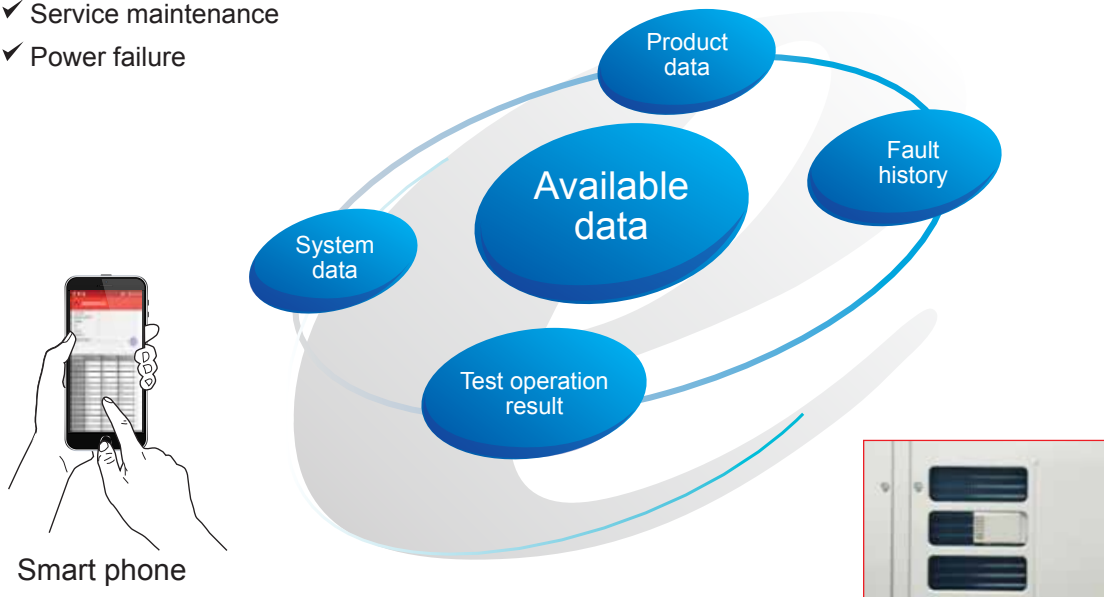 ✓ Service maintenance
✓ Power failure
Product
data
Fault
history
Available
data
System
data
Test operation
result
Smart phone